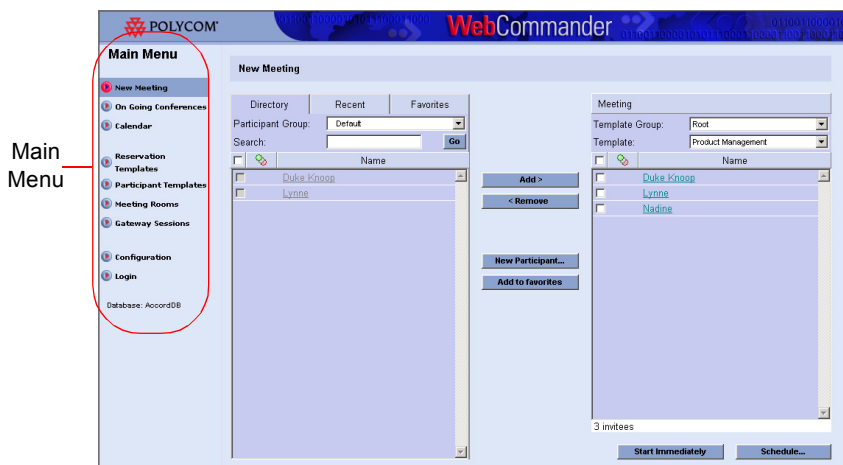 POLYCOM
WebCommander
Main Menu
New Meeting
On Going Conferences
Calendar
Reservation
Templates
Participant Templates
Meeting Rooms
Gateway Sessions
Configuration
Login
Database: AccordDB
Main
Menu
New Meeting
Directory Recent Favorites
Participant Group: Default
Search: Go
Name
Duke Knoop
Lynne
Add >
< Remove
New Participant...
Add to favorites
Meeting
Template Group: Root
Template: Product Management
Name
Duke Knoop
Lynne
Nadine
3 invitees
Start Immediately Schedule...